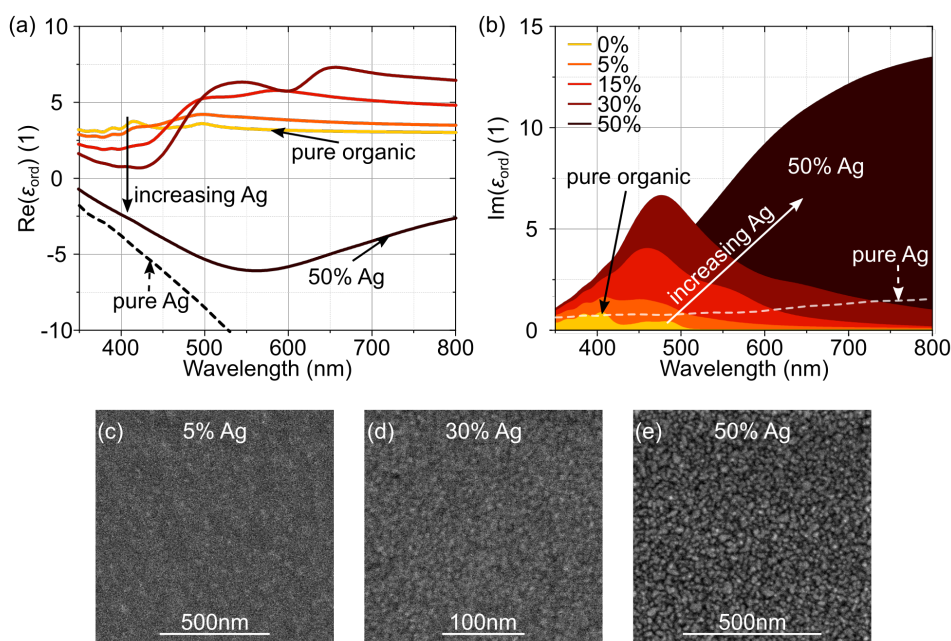 (a)
10
5
0
-5
-10
Re(εord) (1)
pure organic
increasing Ag
50% Ag
pure Ag
400 500 600 700 800
Wavelength (nm)
(b)
15
10
5
0
Im(εord) (1)
0%
5%
15%
30%
50%
pure organic
50% Ag
increasing Ag
pure Ag
400 500 600 700 800
Wavelength (nm)
(c) 5% Ag
500nm
(d) 30% Ag
100nm
(e) 50% Ag
500nm